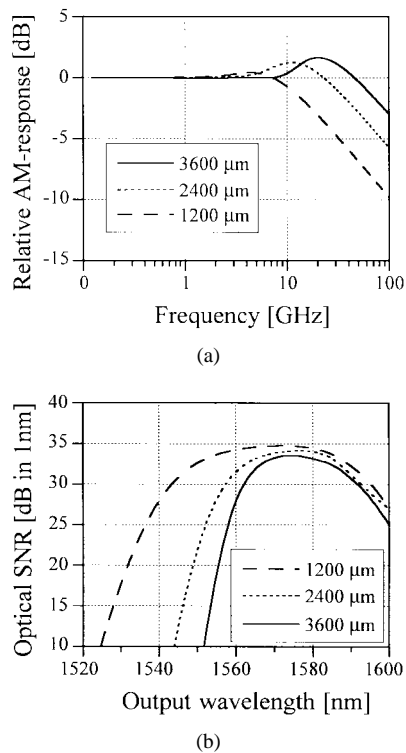 5
0
-5
-10
-15
Relative AM-response [dB]
3600 μm
2400 μm
1200 μm
0 1 10 100
Frequency [GHz]
(a)
40
35
30
25
20
15
10
Optical SNR [dB in 1nm]
1200 μm
2400 μm
3600 μm
1520 1540 1560 1580 1600
Output wavelength [nm]
(b)